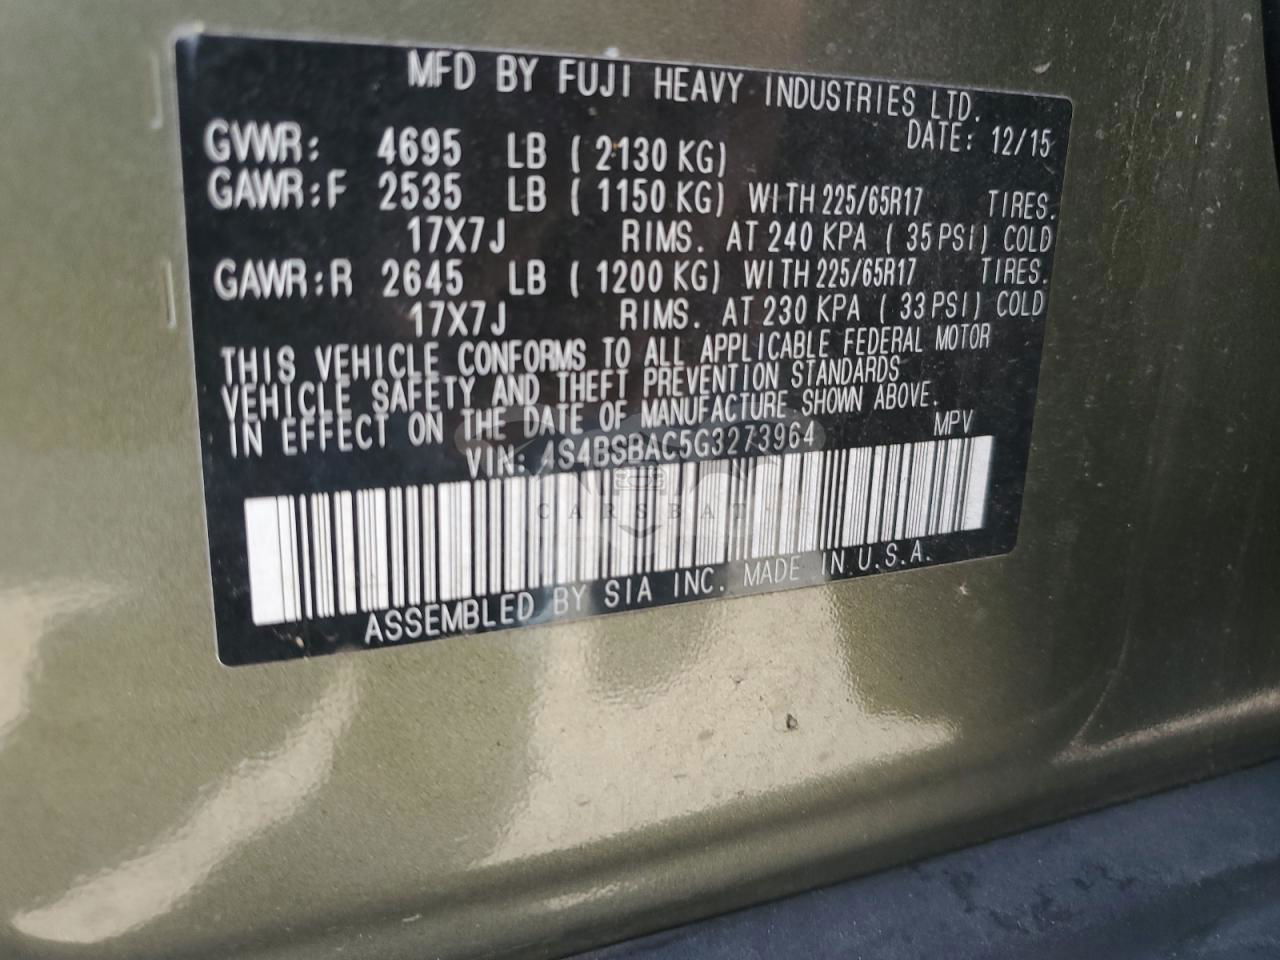 MFD BY FUJI HEAVY INDUSTRIES LTD.
DATE: 12/15
GVWR: 4695 LB ( 2130 KG)
GAWR:F 2535 LB ( 1150 KG) WITH 225/65R17 TIRES.
17X7J RIMS. AT 240 KPA ( 35 PSI) COLD
GAWR:R 2645 LB ( 1200 KG) WITH 225/65R17 TIRES.
17X7J RIMS. AT 230 KPA ( 33 PSI) COLD
THIS VEHICLE CONFORMS TO ALL APPLICABLE FEDERAL MOTOR
VEHICLE SAFETY AND THEFT PREVENTION STANDARDS
IN EFFECT ON THE DATE OF MANUFACTURE SHOWN ABOVE.
VIN: 4S4BSBAC5G3273964 MPV
CARSBAT
ASSEMBLED BY SIA INC. MADE IN U.S.A.